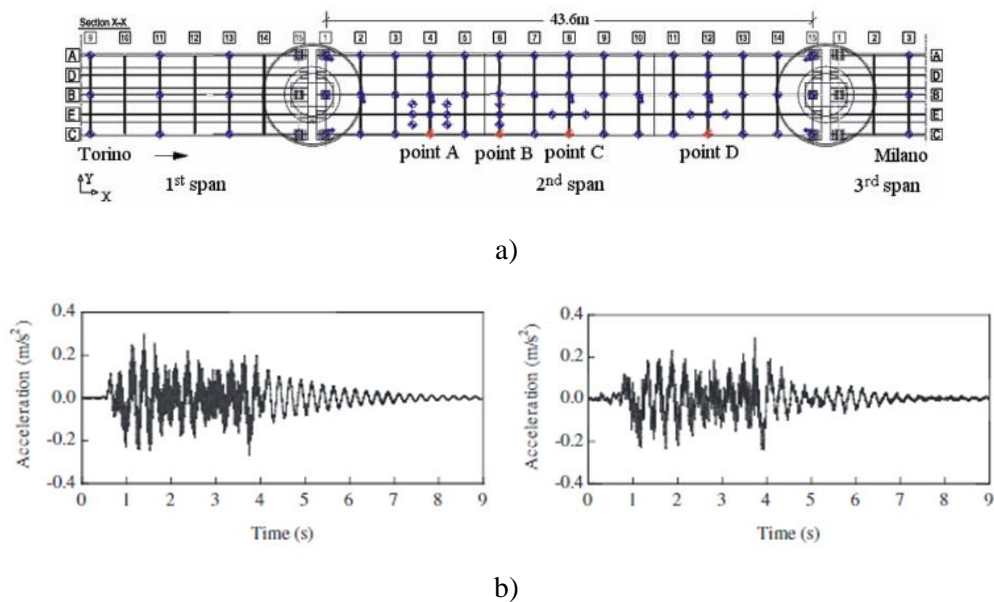 Section X-X
43.6m
9 10 11 12 13 14 15 1 2 3 4 5 6 7 8 9 10 11 12 13 14 15 1 2 3
A A
D D
B B
E E
C C
Torino point A point B point C point D Milano
Y
X
1st span 2nd span 3rd span
a)
0.4 0.4
0.2 0.2
0.0 0.0
-0.2 -0.2
-0.4 -0.4
Acceleration (m/s²) Acceleration (m/s²)
0 1 2 3 4 5 6 7 8 9 0 1 2 3 4 5 6 7 8 9
Time (s) Time (s)
b)